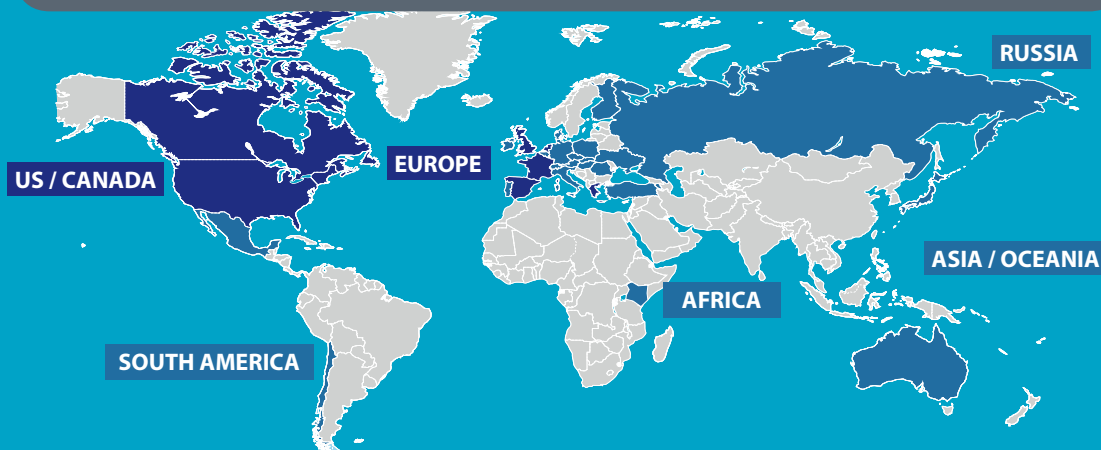 RUSSIA
EUROPE
US / CANADA
ASIA / OCEANIA
AFRICA
SOUTH AMERICA